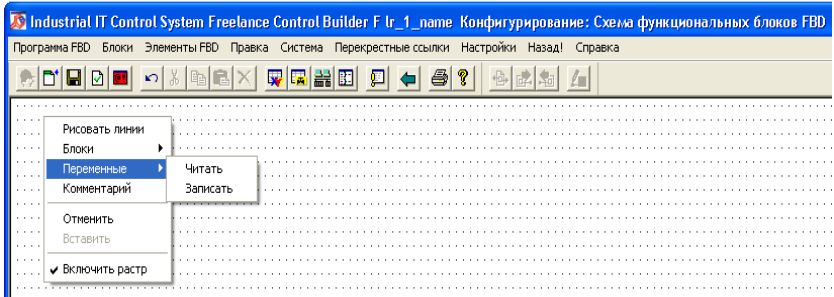 Industrial IT Control System Freelance Control Builder F lr_1_name Конфигурирование: Схема функциональных блоков FBD
Программа FBD Блоки Элементы FBD Правка Система Перекрестные ссылки Настройки Назад! Справка
Рисовать линии
Блоки
Переменные Читать
Комментарий Записать
Отменить
Вставить
Включить растр